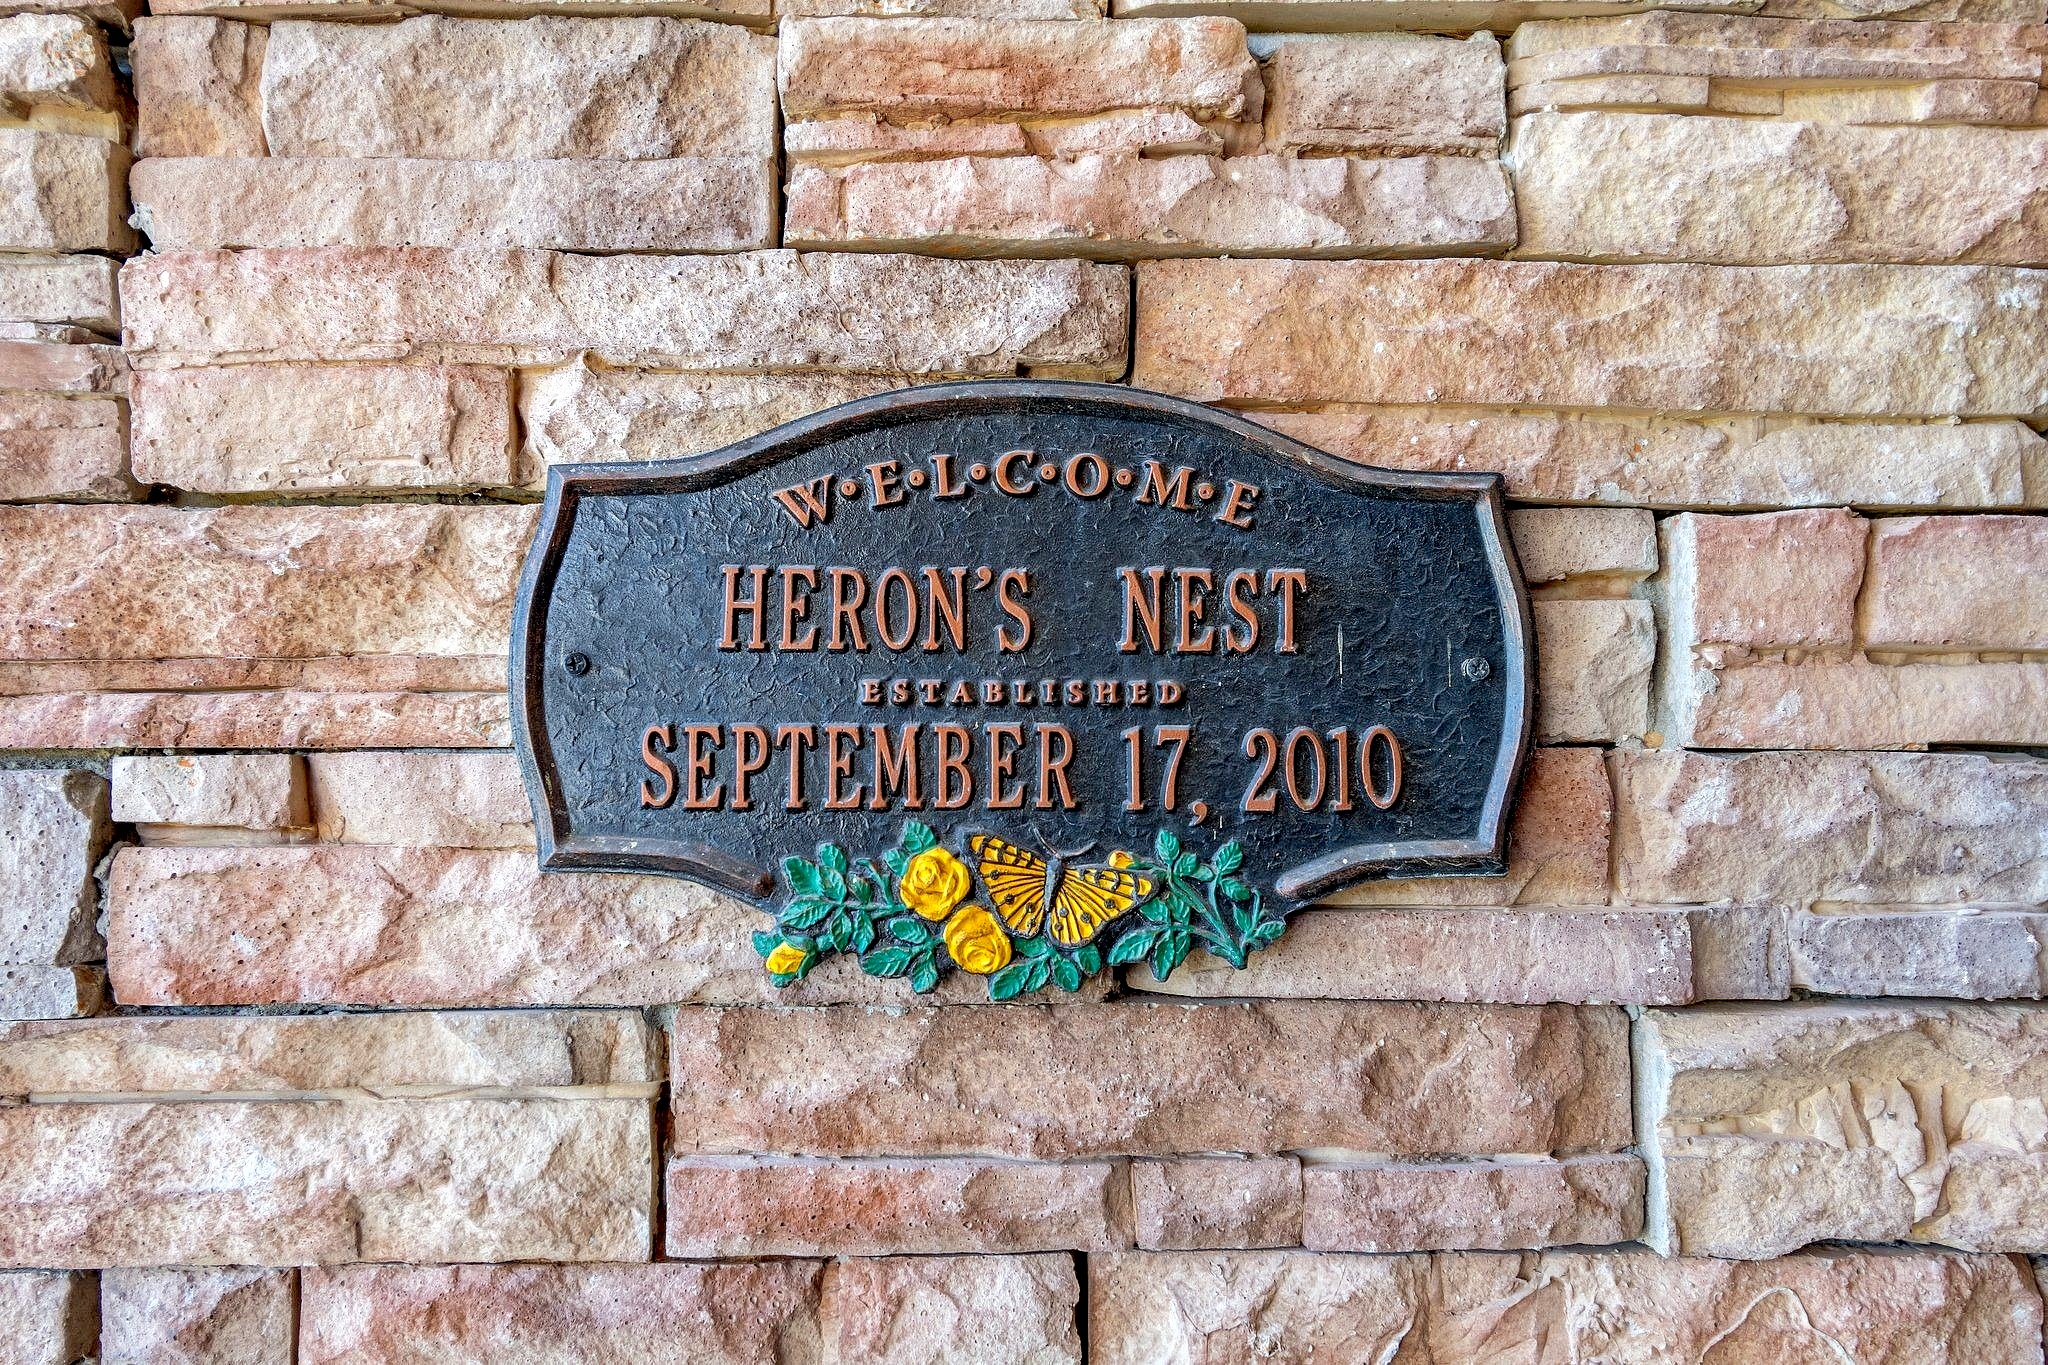 W·E·L·C·O·M·E
HERON'S NEST
ESTABLISHED
SEPTEMBER 17, 2010